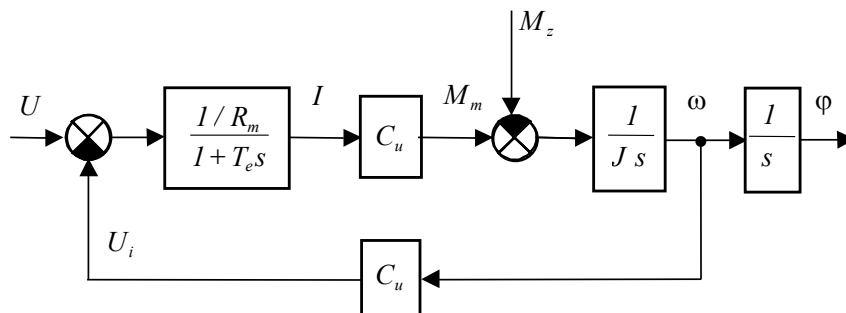 M_z
U
I
M_m
ω
φ
1 / R_m
1 + T_e s
C_u
1
J s
1
s
U_i
C_u